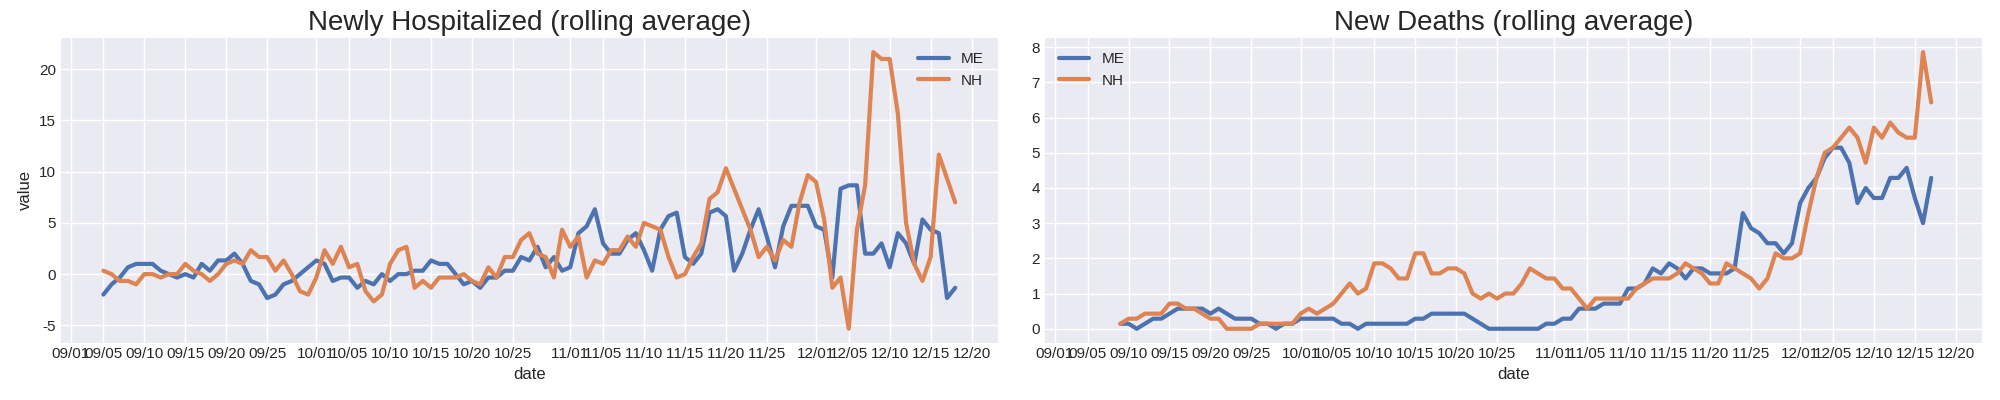 Newly Hospitalized (rolling average)
ME
NH
20
15
10
5
0
-5
value
09/01 09/05 09/10 09/15 09/20 09/25 10/01 10/05 10/10 10/15 10/20 10/25 11/01 11/05 11/10 11/15 11/20 11/25 12/01 12/05 12/10 12/15 12/20
date
New Deaths (rolling average)
ME
NH
8
7
6
5
4
3
2
1
0
09/01 09/05 09/10 09/15 09/20 09/25 10/01 10/05 10/10 10/15 10/20 10/25 11/01 11/05 11/10 11/15 11/20 11/25 12/01 12/05 12/10 12/15 12/20
date